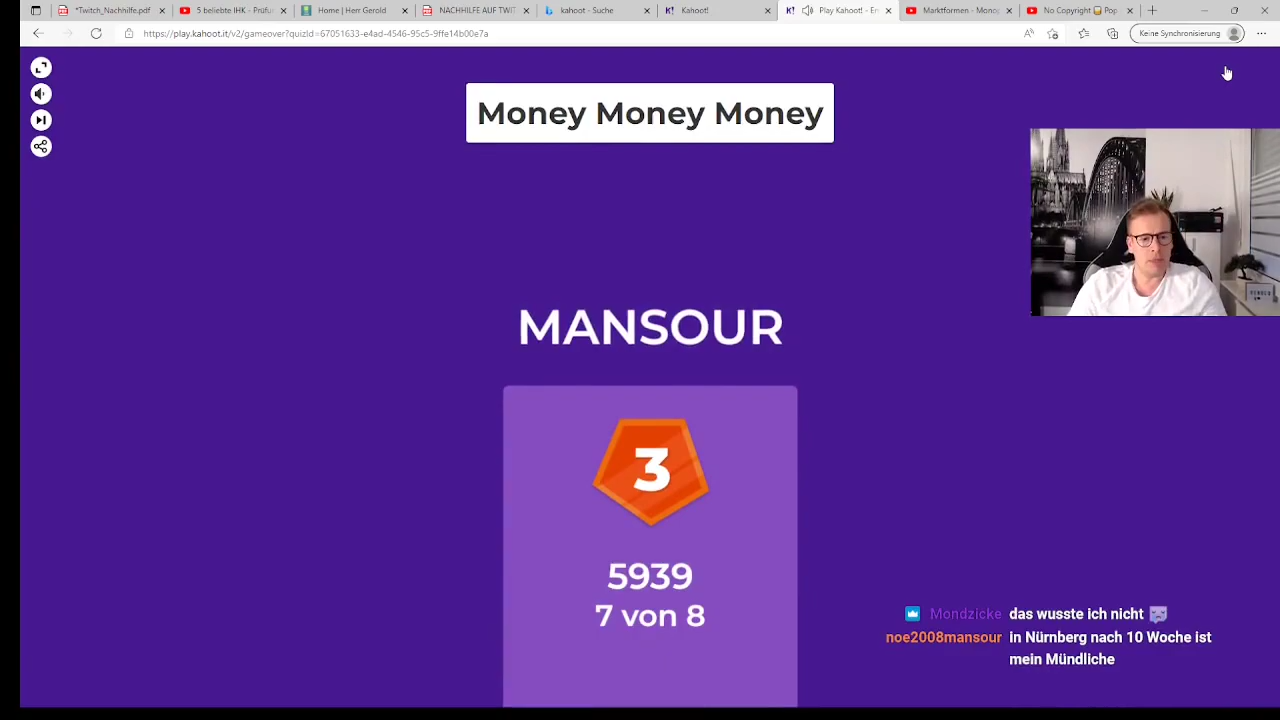 *Twitch_Nachhilfe.pdf
5 beliebte IHK - Prüfu
Home | Herr Gerold
NACHHILFE AUF TWIT
kahoot - Suche
Kahoot!
Play Kahoot! - En
Marktformen - Monop
No Copyright 😄 Pop
https://play.kahoot.it/v2/gameover?quizId=67051633-e4ad-4546-95c5-9ffe14b00e7a
Keine Synchronisierung
Money Money Money
MANSOUR
3
5939
7 von 8
Mondzicke das wusste ich nicht
noe2008mansour in Nürnberg nach 10 Woche ist
mein Mündliche